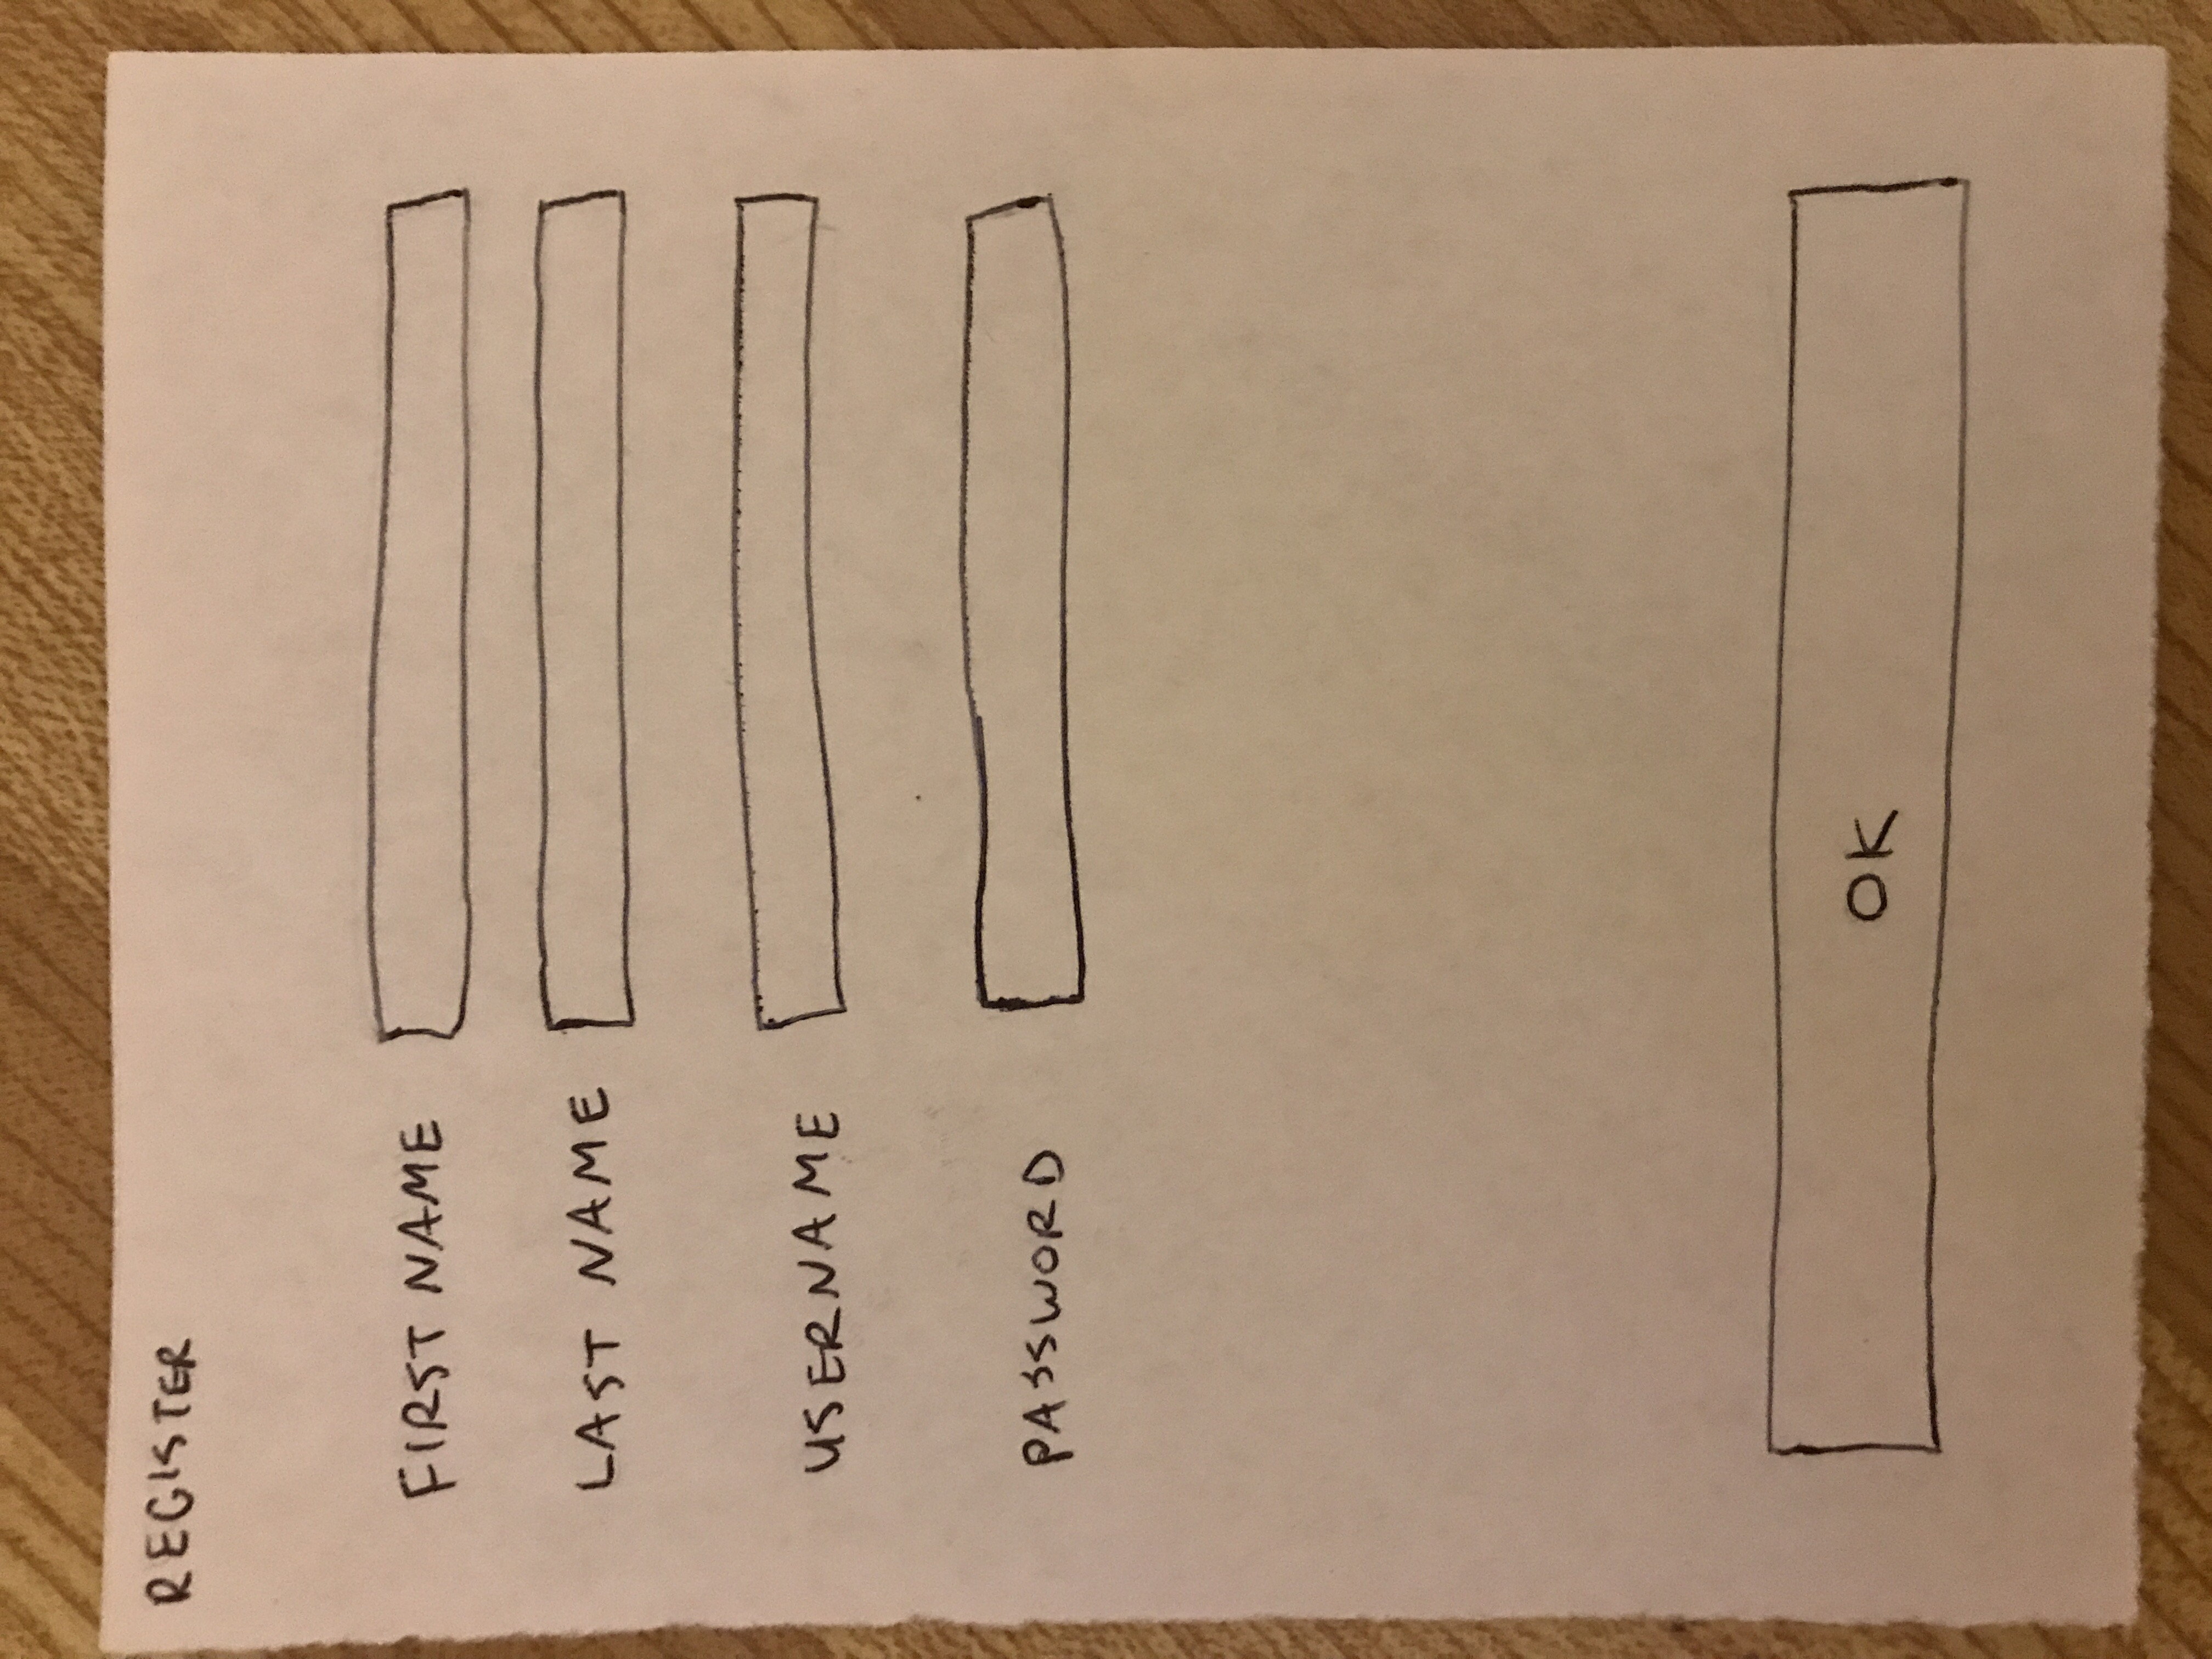 REGISTER
FIRST NAME
LAST NAME
USERNAME
PASSWORD
OK